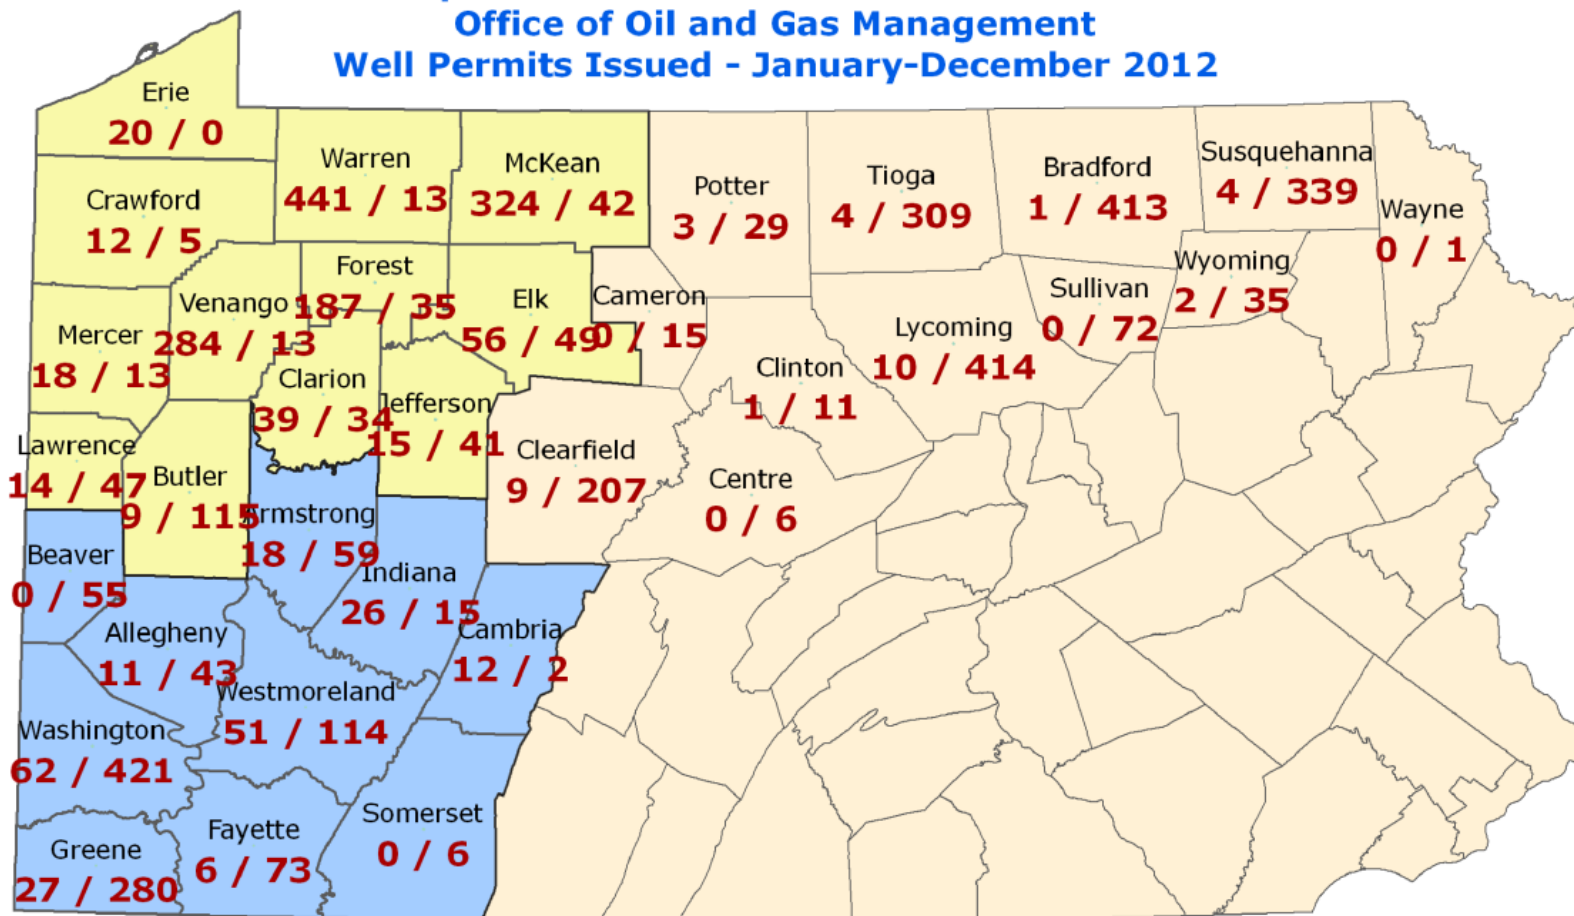 Office of Oil and Gas Management
Well Permits Issued - January-December 2012
Erie
20 / 0
Warren
441 / 13
McKean
324 / 42
Potter
3 / 29
Tioga
4 / 309
Bradford
1 / 413
Susquehanna
4 / 339
Wayne
0 / 1
Crawford
12 / 5
Forest
187 / 35
Venango
284 / 13
Elk
56 / 49
Cameron
0 / 15
Wyoming
2 / 35
Sullivan
0 / 72
Lycoming
10 / 414
Mercer
18 / 13
Clarion
39 / 34
Jefferson
15 / 41
Clinton
1 / 11
Lawrence
14 / 47
Butler
9 / 115
Clearfield
9 / 207
Centre
0 / 6
Armstrong
18 / 59
Beaver
0 / 55
Indiana
26 / 15
Allegheny
11 / 43
Cambria
12 / 2
Westmoreland
51 / 114
Washington
62 / 421
Somerset
0 / 6
Fayette
6 / 73
Greene
27 / 280